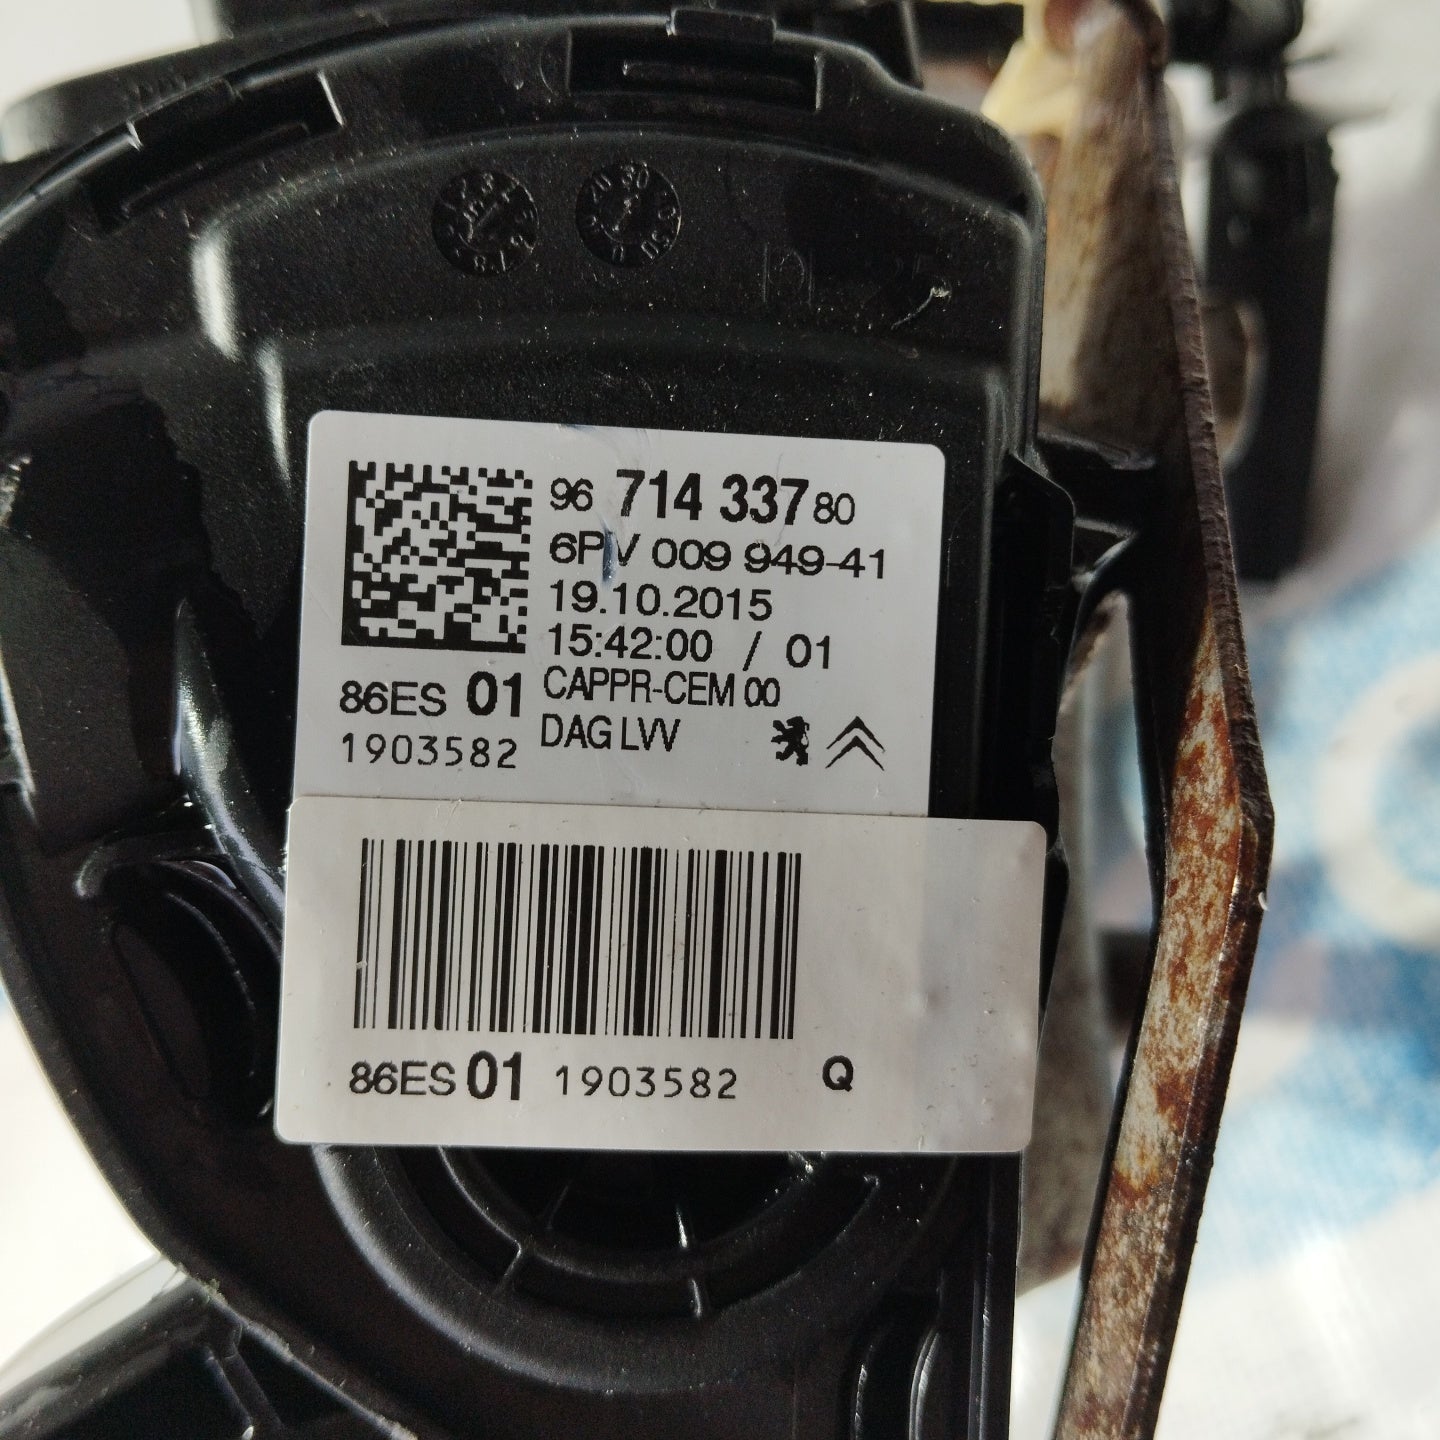 96 714 337 80
6PV 009 949-41
19.10.2015
15:42:00 / 01
86ES 01 CAPPR-CEM 00
1903582 DAG LVV
86ES 01 1903582 Q